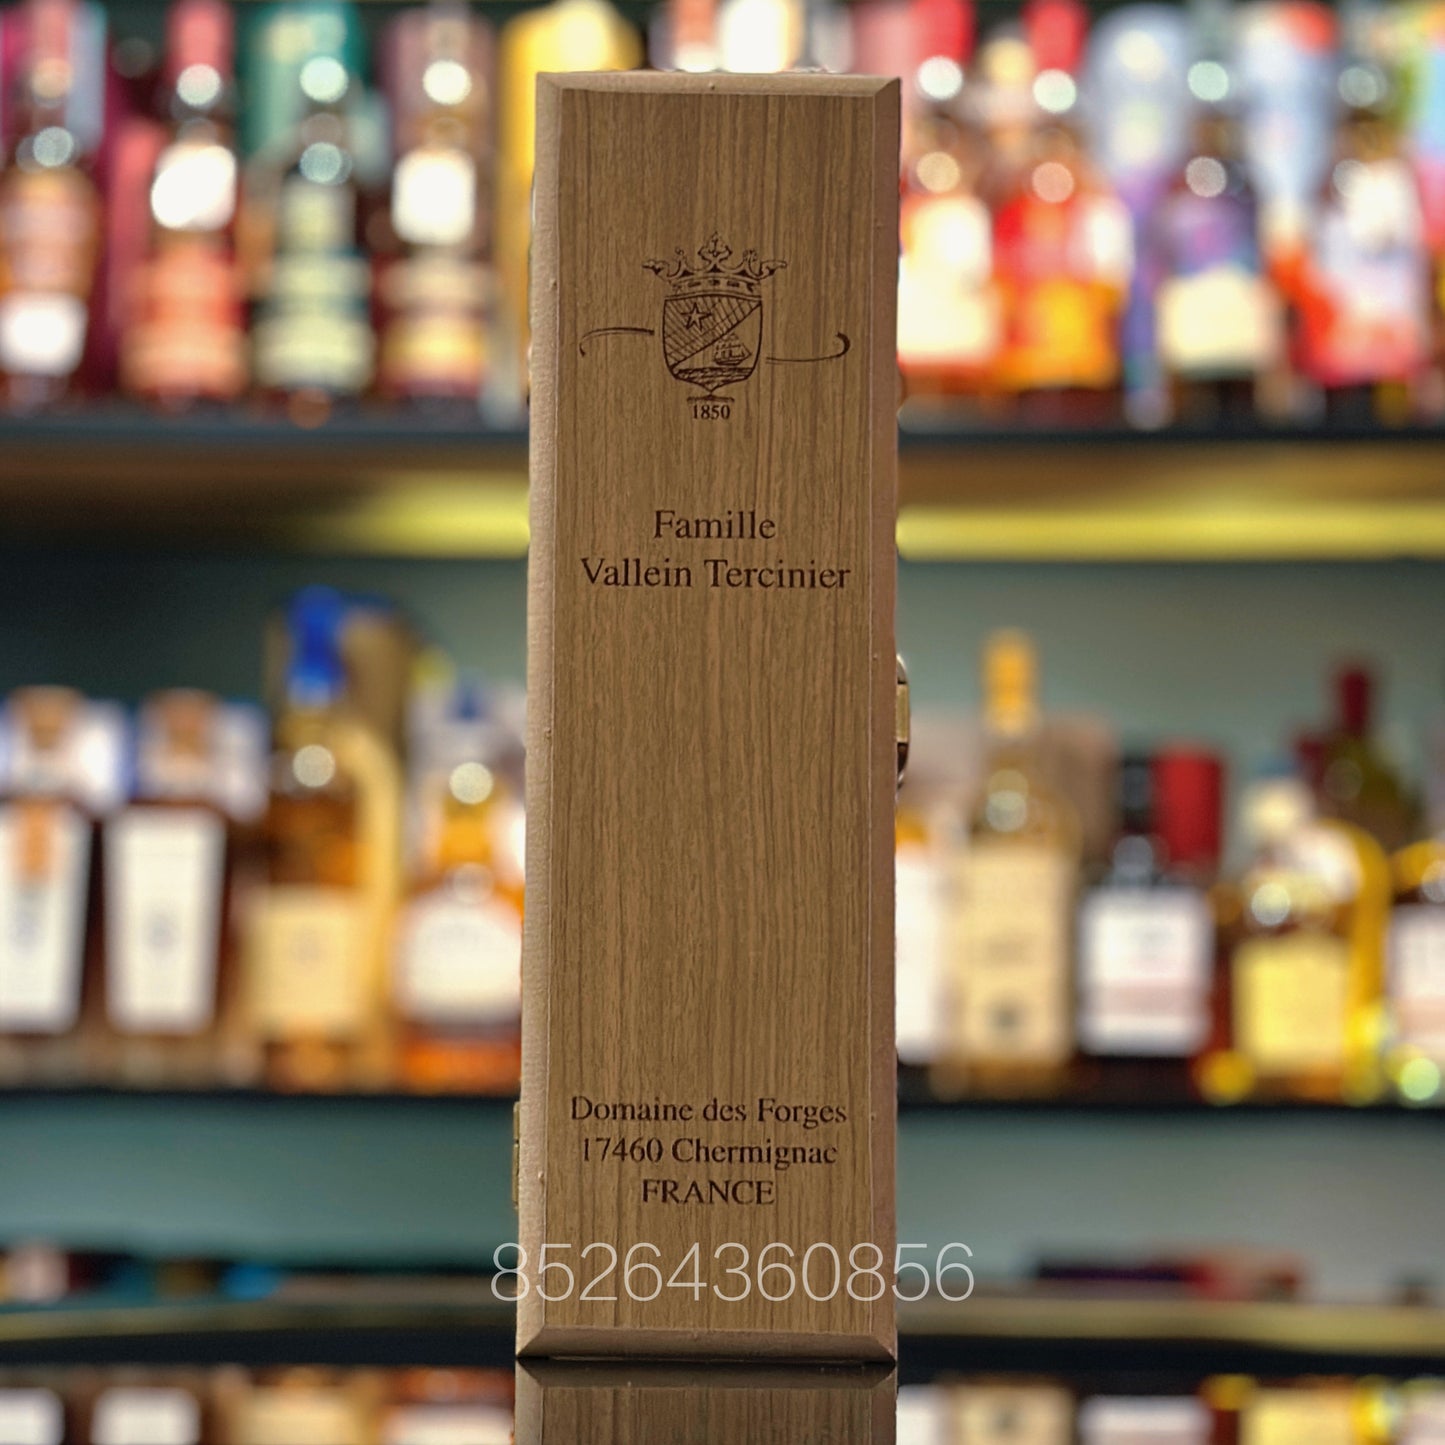 1850
Famille
Vallein Tercinier
Domaine des Forges
17460 Chermignac
FRANCE
85264360856